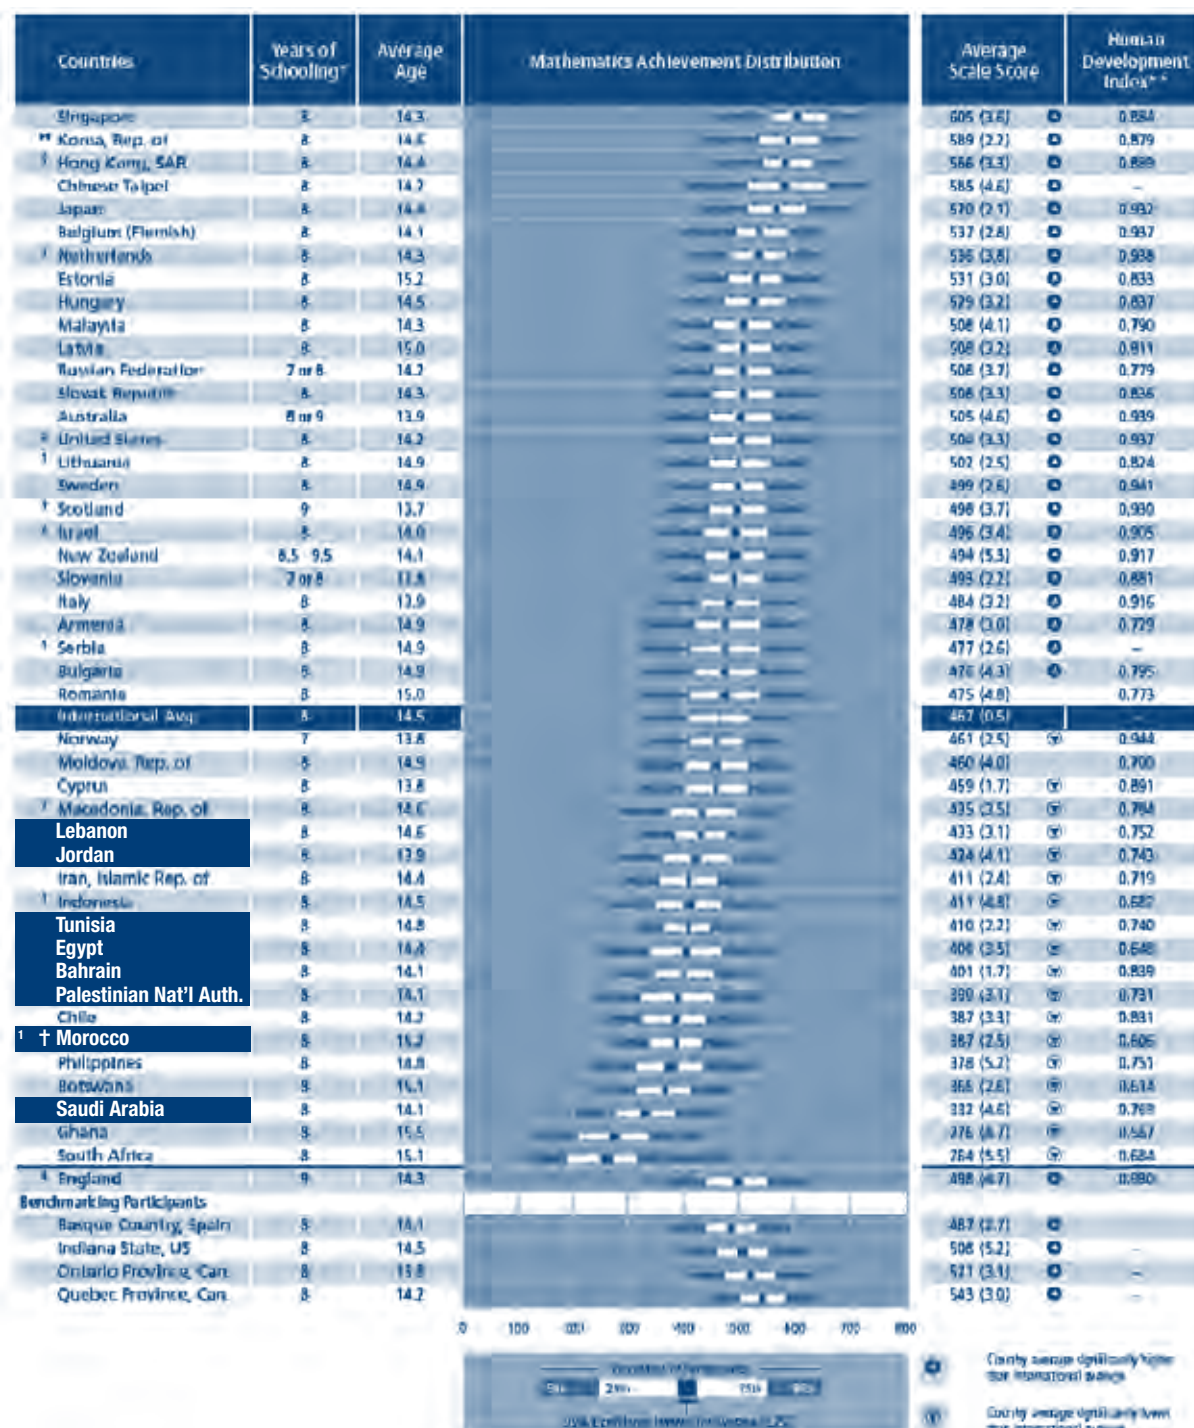 Countries Years of Schooling* Average Age Mathematics Achievement Distribution Average Scale Score Human Development Index**
Singapore 8 14.3 605 (3.6) 0.884
Korea, Rep. of 8 14.6 589 (2.2) 0.879
Hong Kong, SAR 8 14.4 586 (3.3) 0.889
Chinese Taipei 8 14.2 585 (4.6) –
Japan 8 14.4 570 (2.1) 0.932
Belgium (Flemish) 8 14.1 537 (2.8) 0.937
Netherlands 8 14.3 536 (3.8) 0.938
Estonia 8 15.2 531 (3.0) 0.833
Hungary 8 14.5 529 (3.2) 0.837
Malaysia 8 14.3 508 (4.1) 0.790
Latvia 8 15.0 508 (3.2) 0.811
Russian Federation 7 or 8 14.2 508 (3.7) 0.779
Slovak Republic 8 14.3 508 (3.3) 0.836
Australia 8 or 9 13.9 505 (4.6) 0.939
United States 8 14.2 504 (3.3) 0.937
Lithuania 8 14.9 502 (2.5) 0.824
Sweden 8 14.9 499 (2.6) 0.941
† Scotland 9 13.7 498 (3.7) 0.930
Israel 8 14.0 496 (3.4) 0.905
New Zealand 8.5 - 9.5 14.1 494 (5.3) 0.917
Slovenia 7 or 8 13.8 493 (2.2) 0.881
Italy 8 13.9 484 (3.2) 0.916
Armenia 8 14.9 478 (3.0) 0.729
Serbia 8 14.9 477 (2.6) –
Bulgaria 8 14.9 476 (4.3) 0.795
Romania 8 15.0 475 (4.8) 0.773
International Avg. 8 14.5 467 (0.5) –
Norway 7 13.8 461 (2.5) 0.944
Moldova, Rep. of 8 14.9 460 (4.0) 0.700
Cyprus 8 13.8 459 (1.7) 0.891
Macedonia, Rep. of 8 14.6 435 (3.5) 0.784
Lebanon 8 14.6 433 (3.1) 0.752
Jordan 8 13.9 424 (4.1) 0.743
Iran, Islamic Rep. of 8 14.4 411 (2.4) 0.719
Indonesia 8 14.5 411 (4.8) 0.682
Tunisia 8 14.8 410 (2.2) 0.740
Egypt 8 14.4 406 (3.5) 0.648
Bahrain 8 14.1 401 (1.7) 0.839
Palestinian Nat'l Auth. 8 14.1 390 (3.1) 0.731
Chile 8 14.2 387 (3.3) 0.831
1 † Morocco 8 15.2 387 (2.5) 0.606
Philippines 8 14.8 378 (5.2) 0.751
Botswana 8 15.1 366 (2.6) 0.614
Saudi Arabia 8 14.1 332 (4.6) 0.769
Ghana 8 15.5 276 (4.7) 0.567
South Africa 8 15.1 264 (5.5) 0.684
England 9 14.3 498 (4.7) 0.930
Benchmarking Participants
Basque Country, Spain 8 14.1 487 (2.7)
Indiana State, US 8 14.5 508 (5.2) –
Ontario Province, Can. 8 13.8 521 (3.1) –
Quebec Province, Can. 8 14.2 543 (3.0) –
0 100 200 300 400 500 600 700 800
Country average significantly higher
than international average
Country average significantly lower